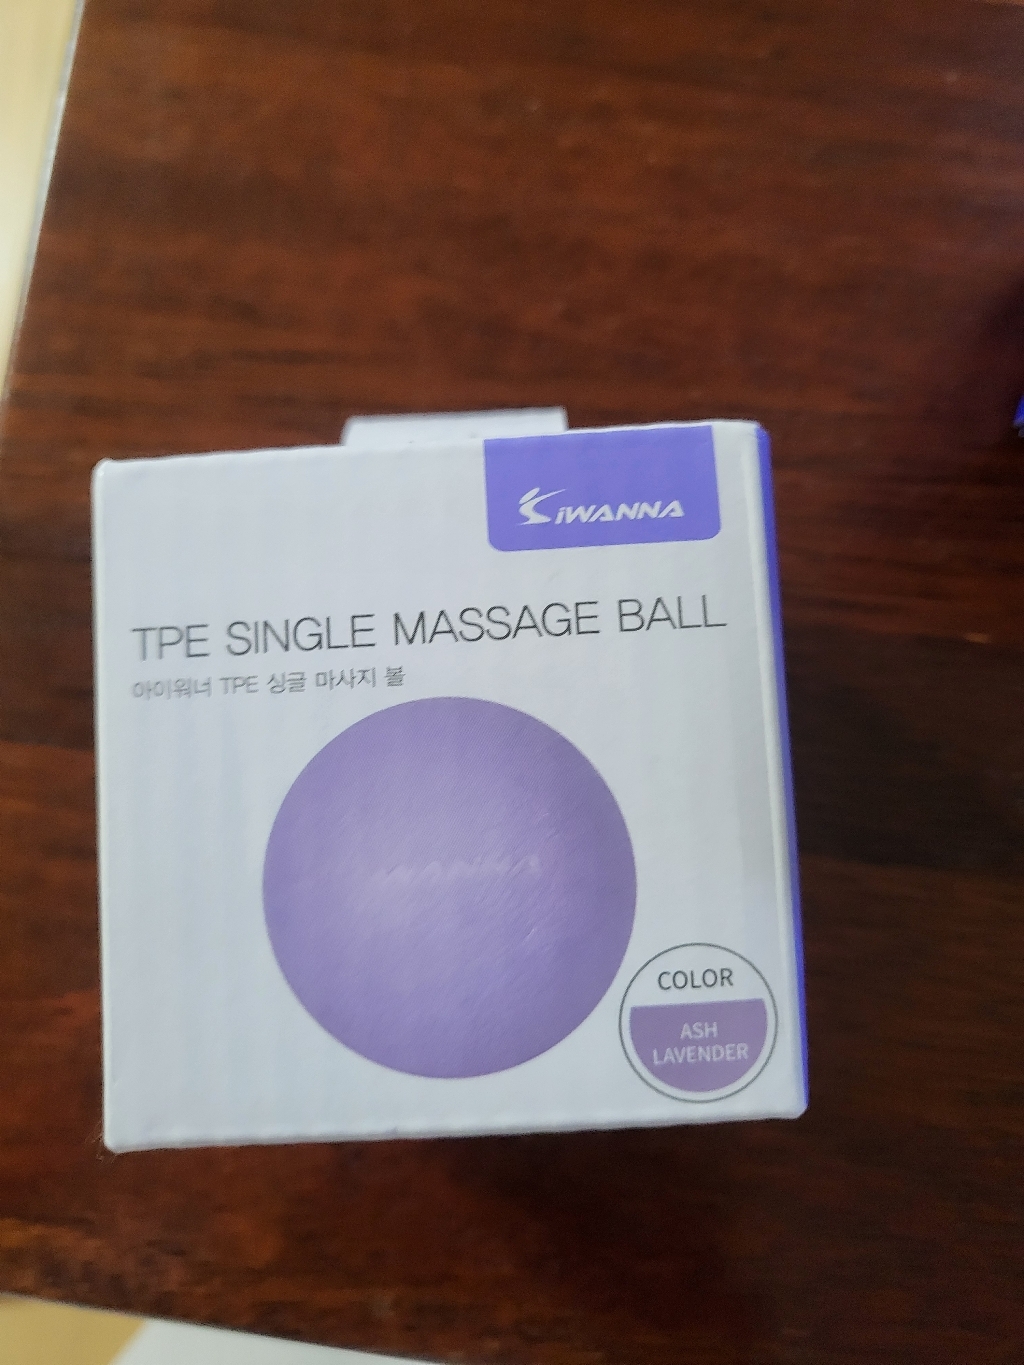 iWANNA
TPE SINGLE MASSAGE BALL
아이워너 TPE 싱글 마사지 볼
iWANNA
COLOR
ASH
LAVENDER